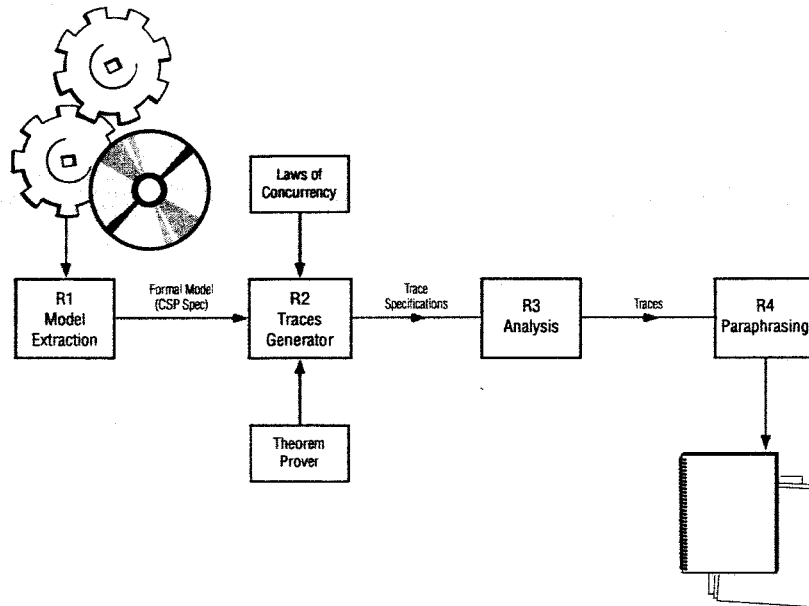 Laws of
Concurrency
R1
Model
Extraction
Formal Model
(CSP Spec)
R2
Traces
Generator
Trace
Specifications
R3
Analysis
Traces
R4
Paraphrasing
Theorem
Prover